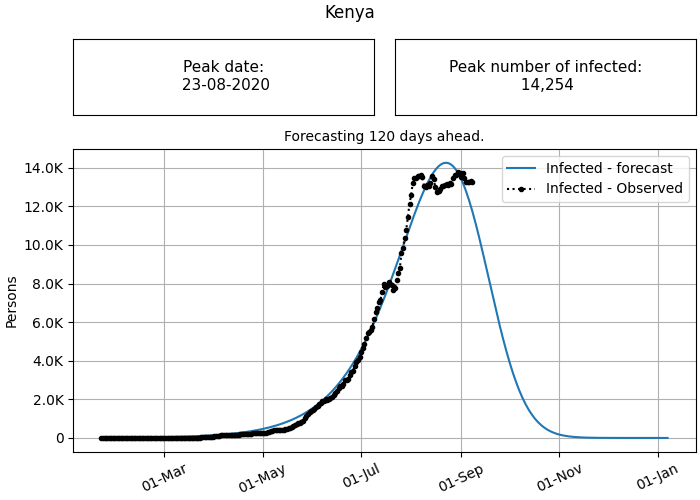 Kenya
Peak date:
23-08-2020
Peak number of infected:
14,254
Forecasting 120 days ahead.
Infected - forecast
Infected - Observed
Persons
14.0K
12.0K
10.0K
8.0K
6.0K
4.0K
2.0K
0
01-Mar
01-May
01-Jul
01-Sep
01-Nov
01-Jan